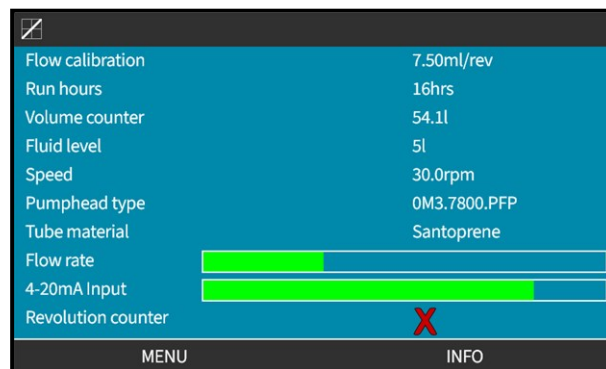 Flow calibration 7.50ml/rev
Run hours 16hrs
Volume counter 54.1l
Fluid level 5l
Speed 30.0rpm
Pumphead type 0M3.7800.PFP
Tube material Santoprene
Flow rate
4-20mA Input
Revolution counter X
MENU INFO